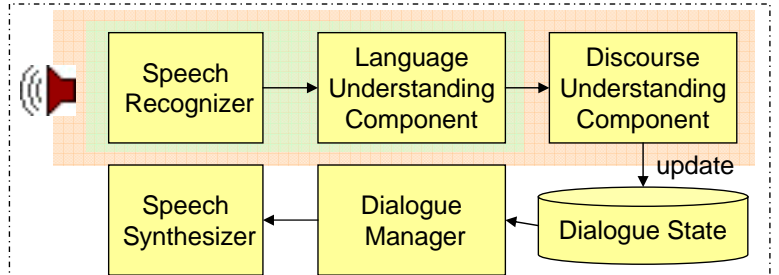 Speech
Recognizer
Language
Understanding
Component
Discourse
Understanding
Component
update
Speech
Synthesizer
Dialogue
Manager
Dialogue State